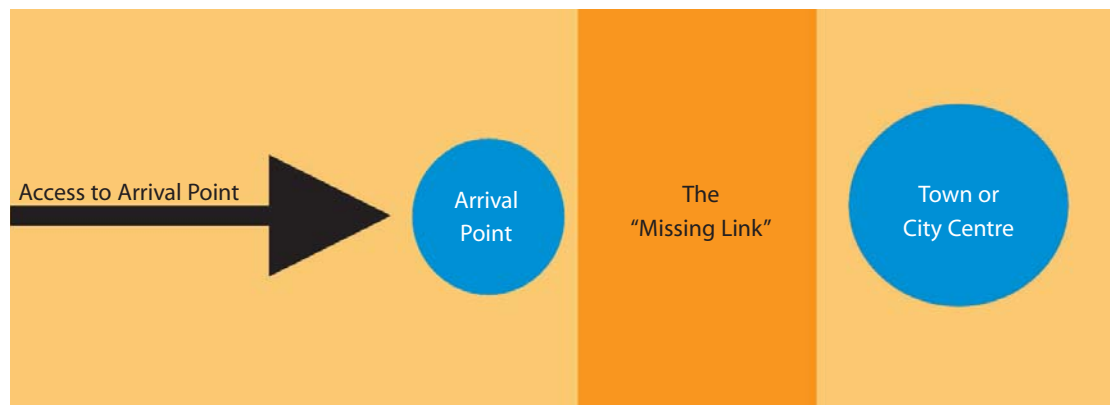 Access to Arrival Point
Arrival
Point
The
“Missing Link”
Town or
City Centre